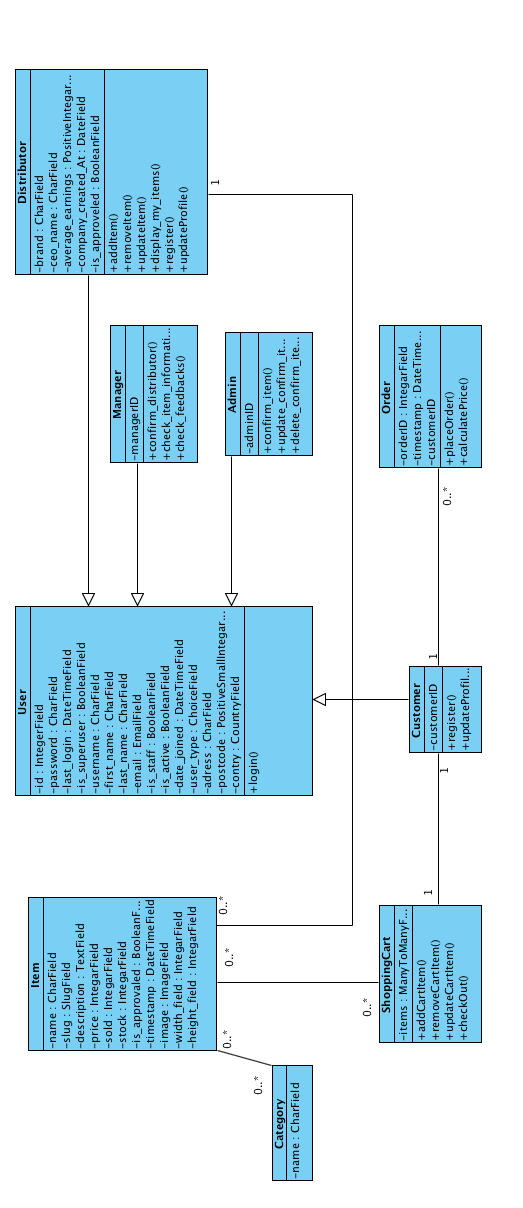 Item
-name : CharField
-slug : SlugField
-description : TextField
-price : IntegarField
-sold : IntegarField
-stock : IntegarField
-is_approvaled : BooleanF...
-timestamp : DateTimeField
-image : ImageField
-width_field : IntegarField
-height_field : IntegarField
User
-id : IntegerField
-password : CharField
-last_login : DateTimeField
-is_superuser : BooleanField
-username : CharField
-first_name : CharField
-last_name : CharField
-email : EmailField
-is_staff : BooleanField
-is_active : BooleanField
-date_joined : DateTimeField
-user_type : ChoiceField
-adress : CharField
-postcode : PositiveSmallIntegar...
-contry : CountryField
+login()
Distributor
-brand : CharField
-ceo_name : CharField
-average_earnings : PositiveIntegar...
-company_created_At : DateField
-is_approveled : BooleanField
+addItem()
+removeItem()
+updateItem()
+display_my_items()
+register()
+updateProfile()
Manager
-managerID
+confirm_distributor()
+check_item_informati...
+check_feedbacks()
Admin
-adminID
+confirm_item()
+update_confirm_it...
+delete_confirm_ite...
1
0..*
0..*
0..*
0..*
Category
-name : CharField
0..*
ShoppingCart
-items : ManyToManyF...
+addCartItem()
+removeCartItem()
+updateCartItem()
+checkOut()
1
1
Customer
-customerID
+register()
+updateProfil...
1
0..*
Order
-orderID : IntegarField
-timestamp : DateTime...
-customerID
+placeOrder()
+calculatePrice()